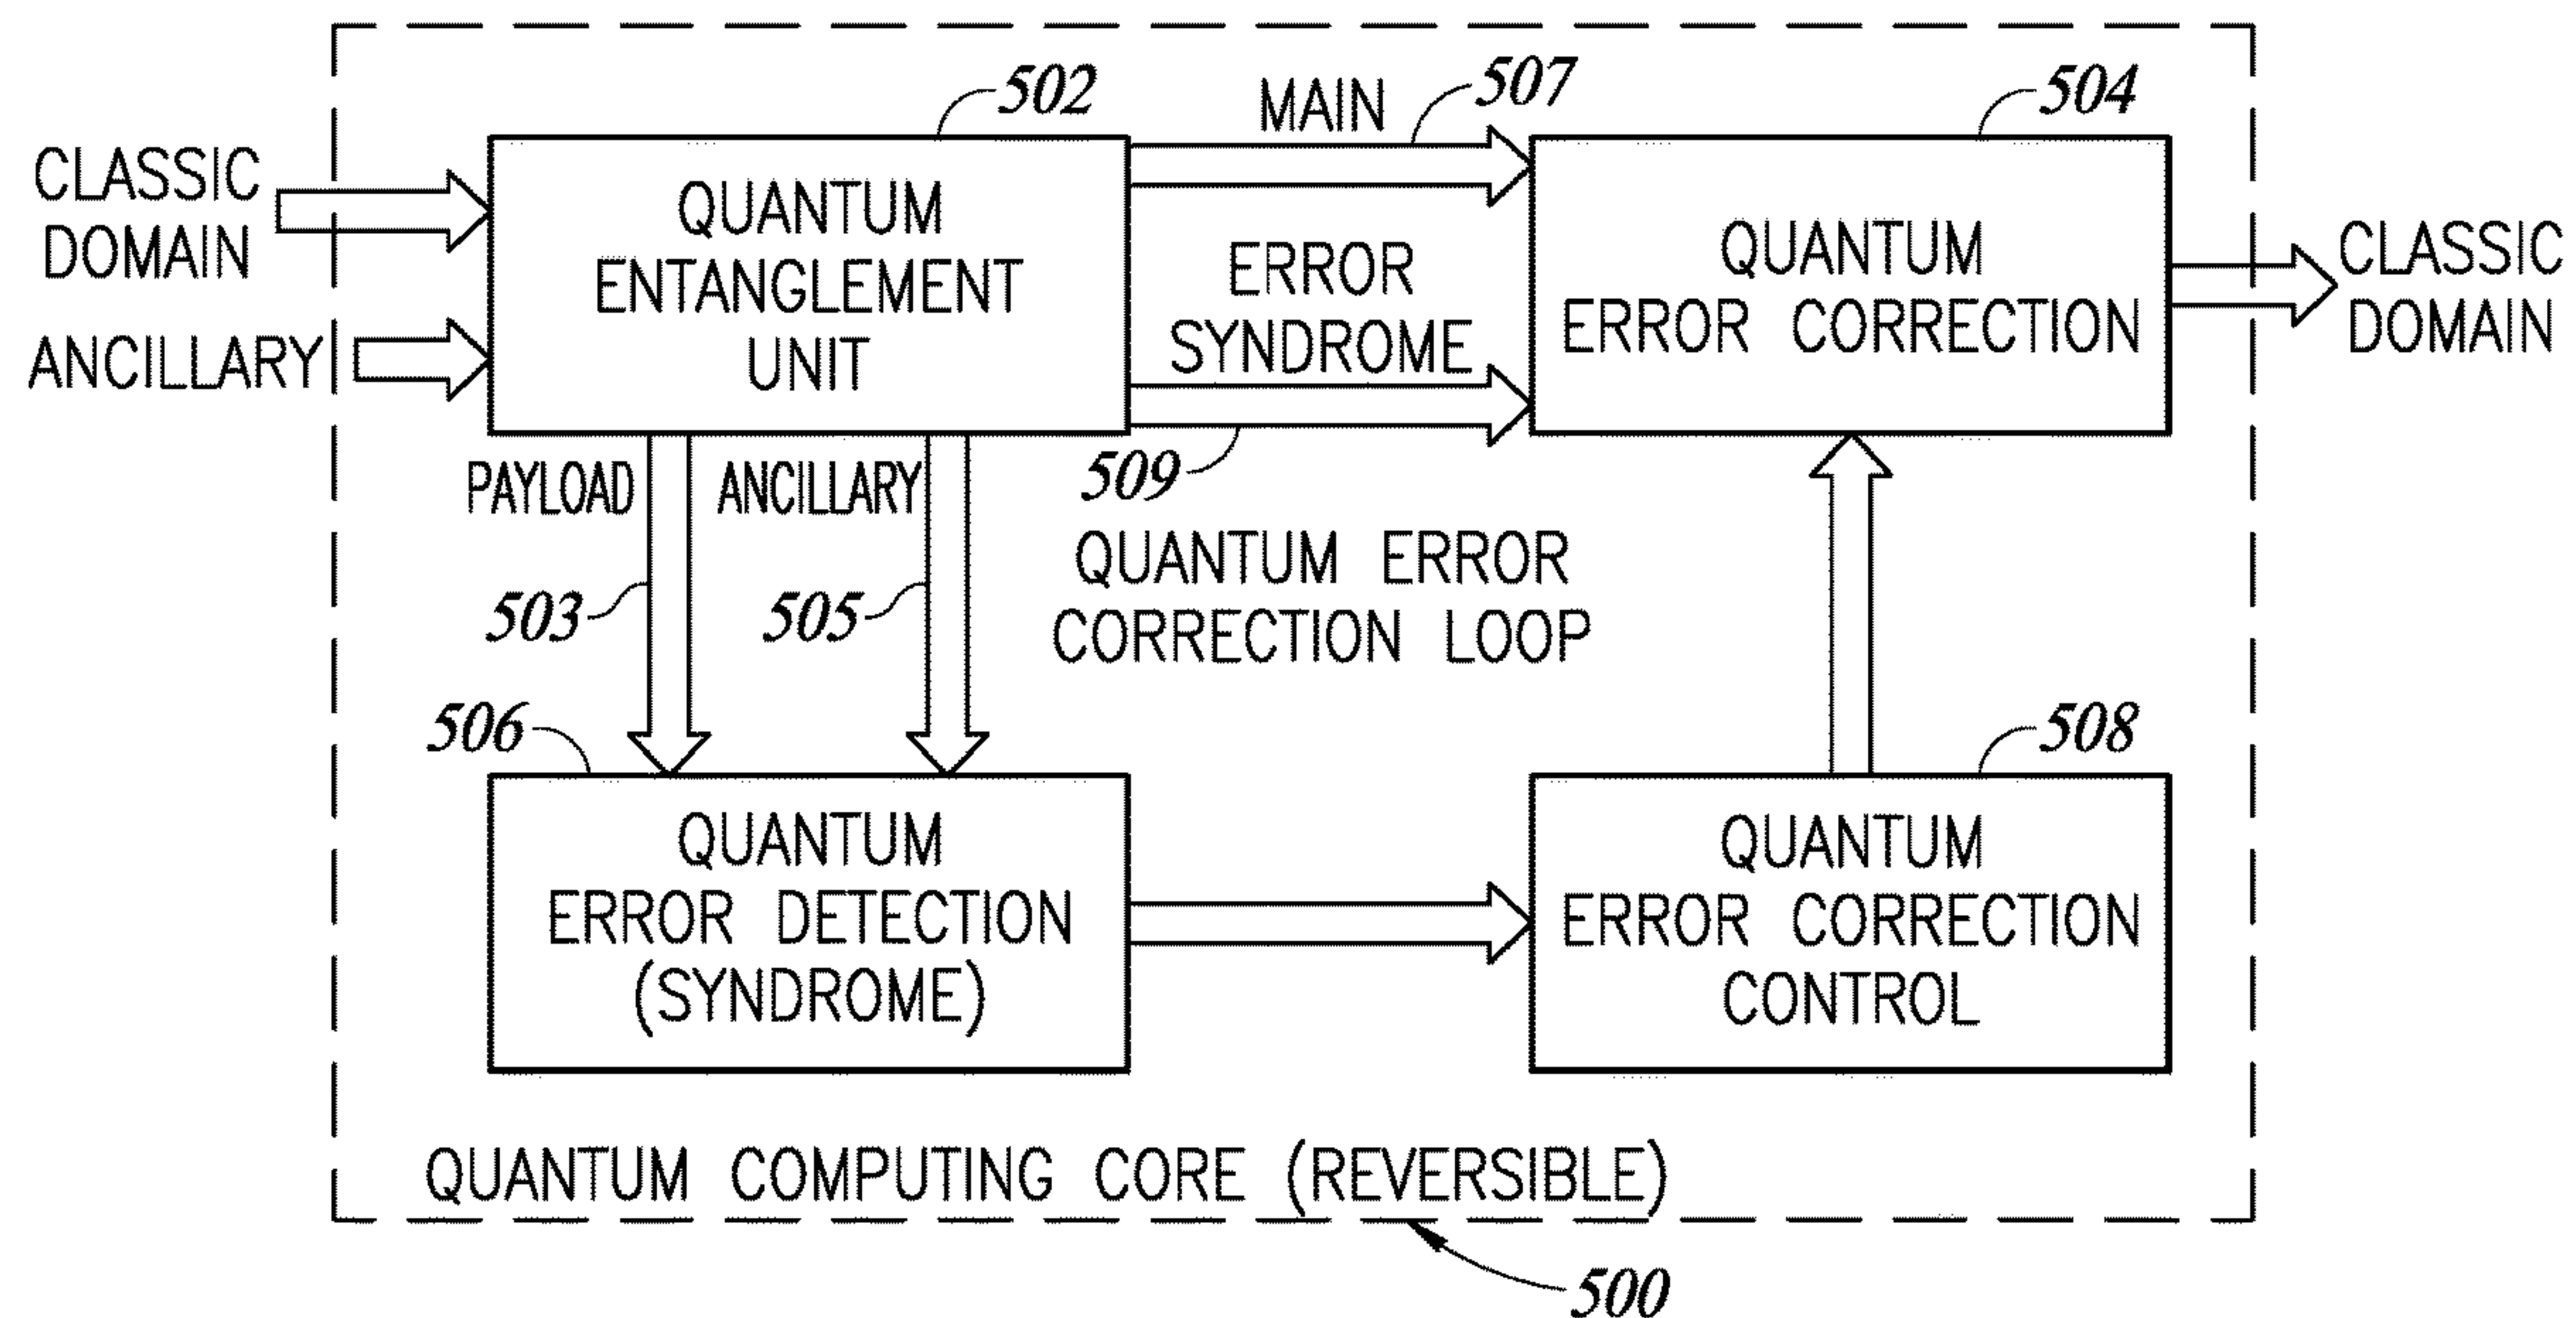 502
MAIN
507
504
CLASSIC
DOMAIN
ANCILLARY
QUANTUM
ENTANGLEMENT
UNIT
ERROR
SYNDROME
509
QUANTUM
ERROR CORRECTION
CLASSIC
DOMAIN
PAYLOAD
ANCILLARY
503
505
QUANTUM ERROR
CORRECTION LOOP
506
508
QUANTUM
ERROR DETECTION
(SYNDROME)
QUANTUM
ERROR CORRECTION
CONTROL
QUANTUM COMPUTING CORE (REVERSIBLE)
500